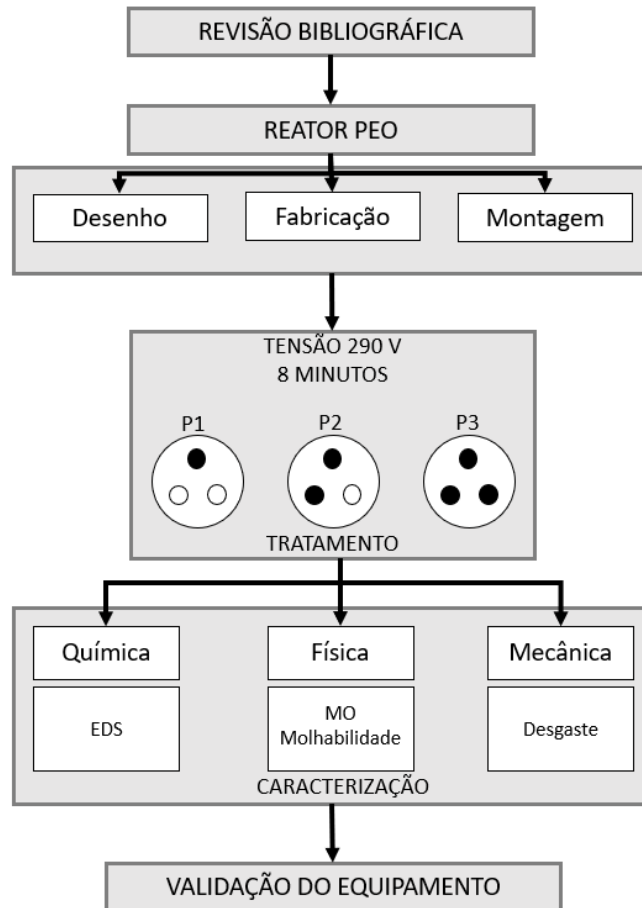 REVISÃO BIBLIOGRÁFICA
REATOR PEO
Desenho
Fabricação
Montagem
TENSÃO 290 V
8 MINUTOS
P1
P2
P3
TRATAMENTO
Química
Física
Mecânica
EDS
MO
Molhabilidade
Desgaste
CARACTERIZAÇÃO
VALIDAÇÃO DO EQUIPAMENTO